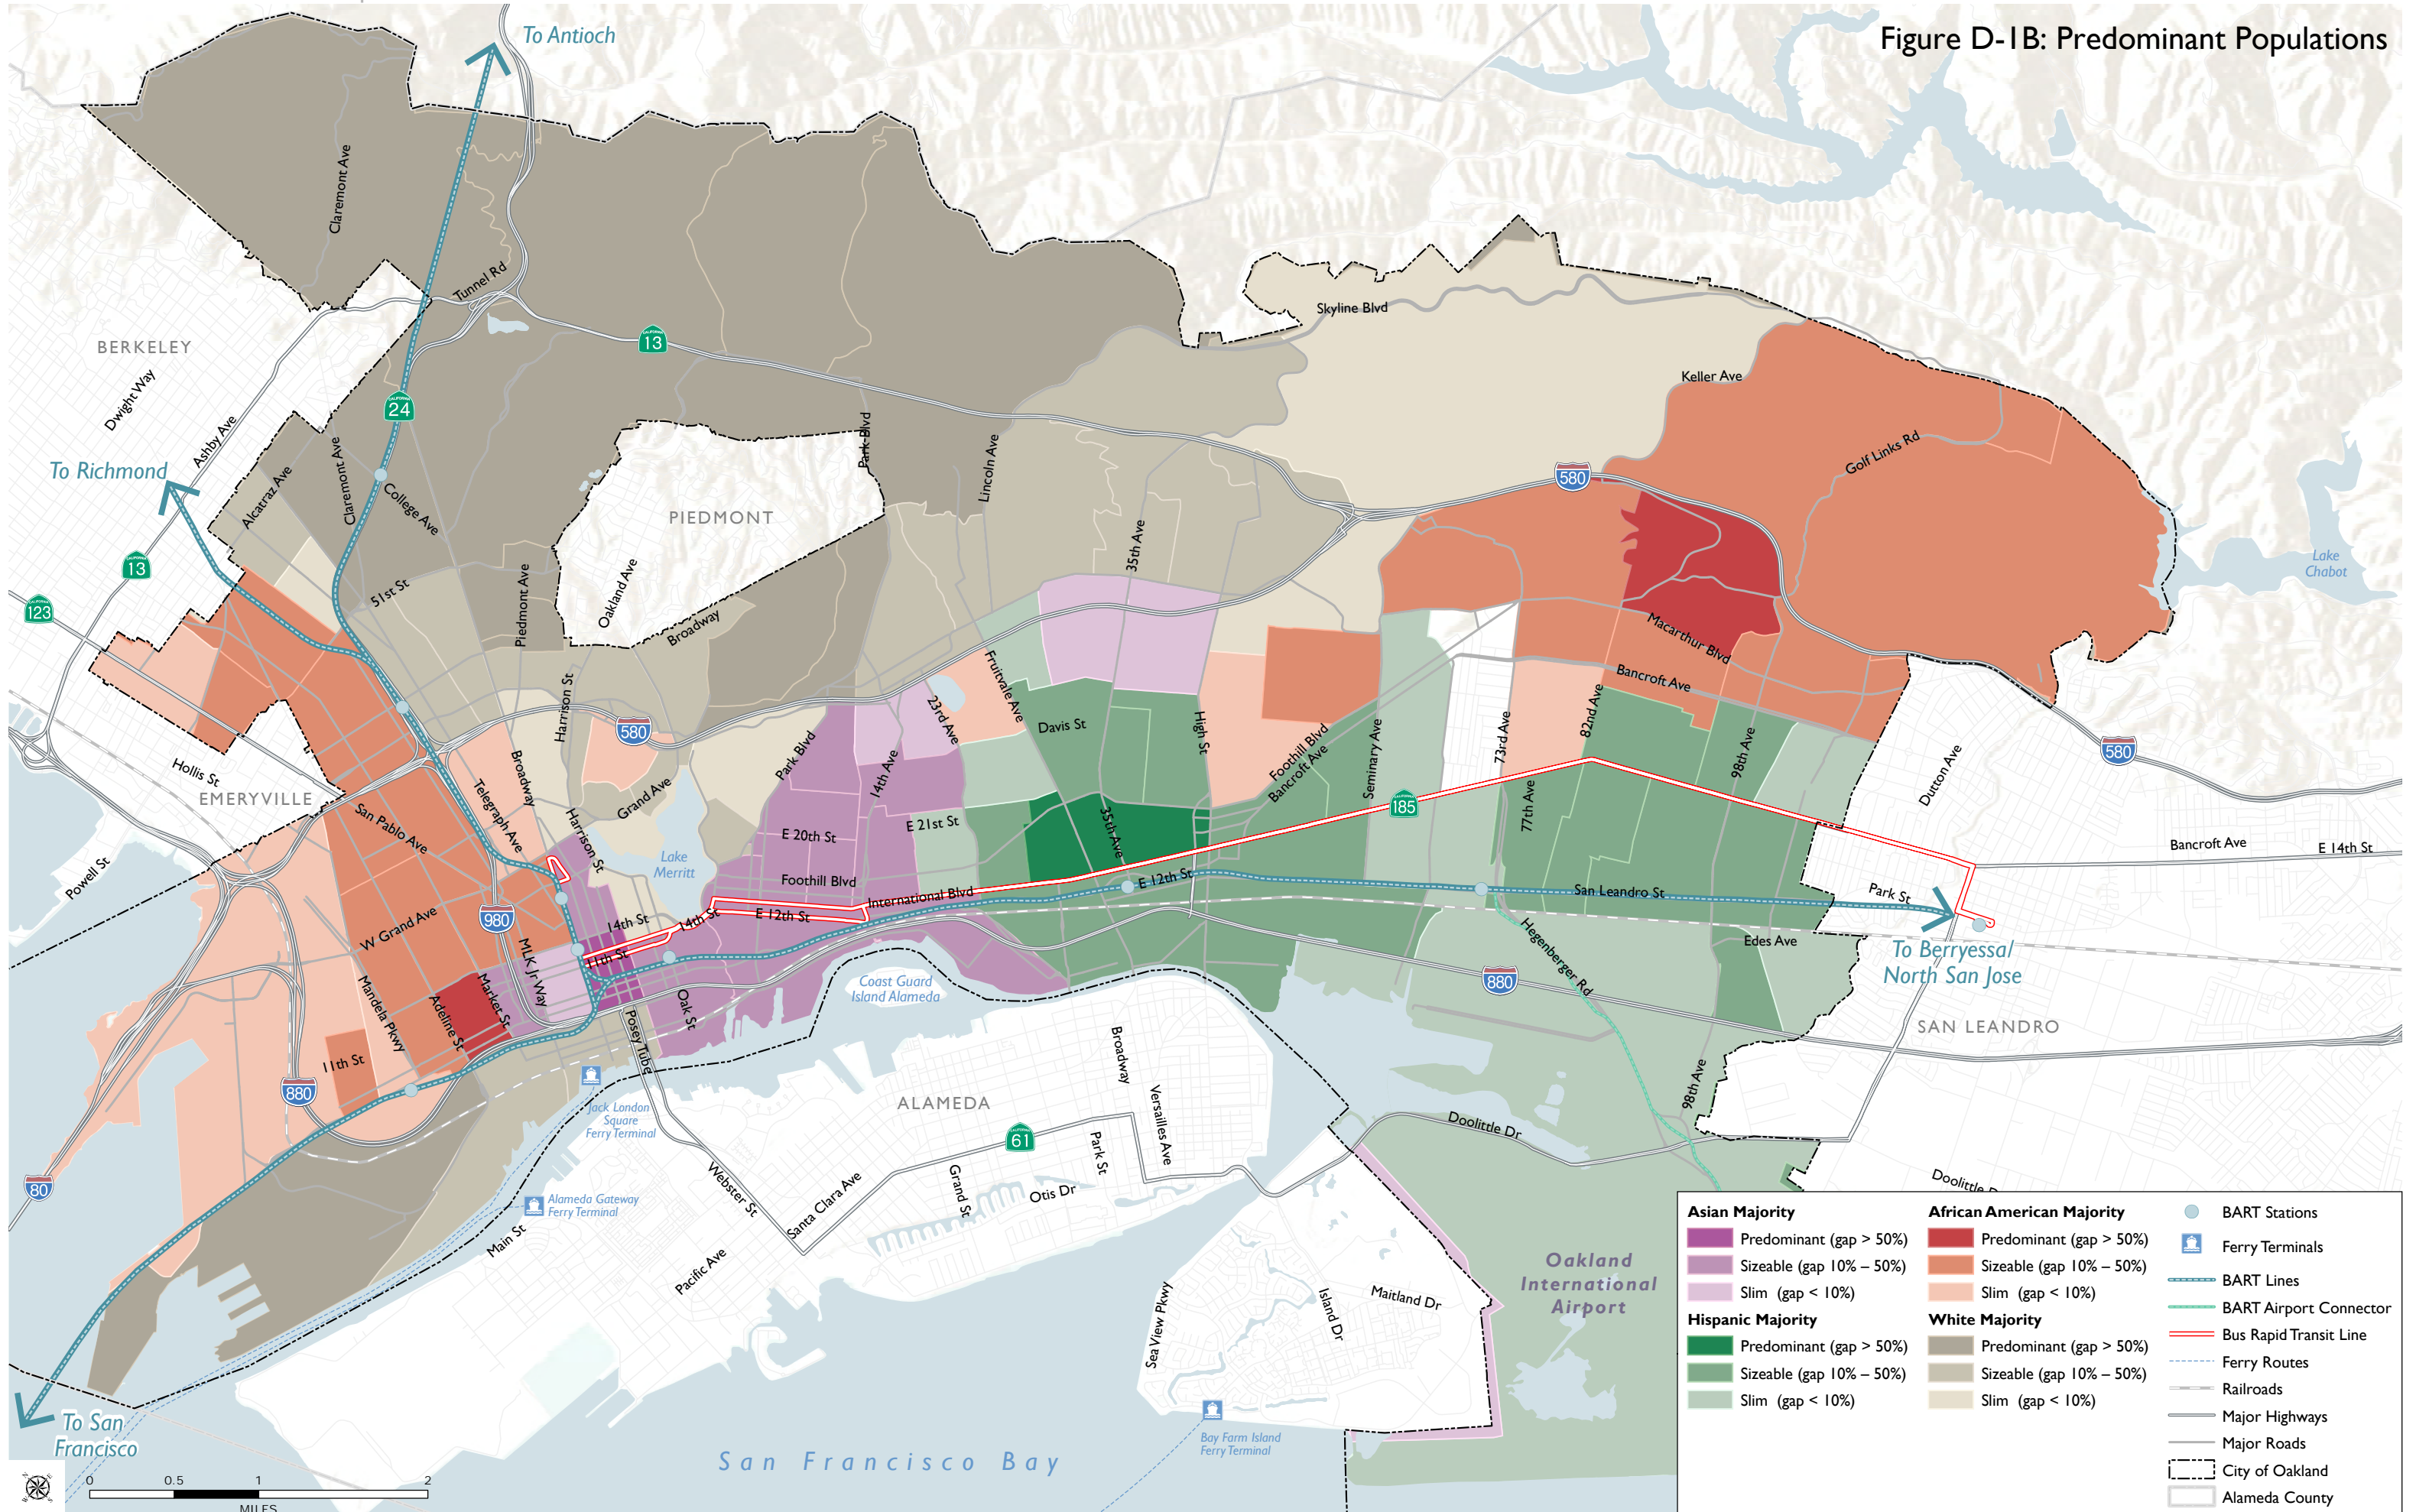 Figure D-1B: Predominant Populations
To Antioch
Claremont Ave
Tunnel Rd
13
Skyline Blvd
BERKELEY
Dwight Way
24
Keller Ave
Ashby Ave
Park Blvd
Lincoln Ave
Golf Links Rd
To Richmond
Alcatraz Ave
Claremont Ave
College Ave
PIEDMONT
580
35th Ave
13
Lake
Chabot
123
51st St
Piedmont Ave
Oakland Ave
Broadway
Macarthur Blvd
Fruitvale Ave
Bancroft Ave
Harrison St
23rd Ave
Davis St
High St
82nd Ave
73rd Ave
98th Ave
580
580
Hollis St
EMERYVILLE
Broadway
Telegraph Ave
Park Blvd
14th Ave
Foothill Blvd
Bancroft Ave
Seminary Ave
Dutton Ave
San Pablo Ave
Harrison St
Grand Ave
185
77th Ave
E 20th St
E 21st St
35th Ave
Bancroft Ave
E 14th St
Powell St
Lake
Merritt
Foothill Blvd
International Blvd
E 12th St
San Leandro St
Park St
980
W Grand Ave
14th St
14th St
E 12th St
11th St
MLK Jr Way
Edes Ave
Hegenberger Rd
To Berryessa/
North San Jose
Mandela Pkwy
Adeline St
Market St
Oak St
Coast Guard
Island Alameda
880
SAN LEANDRO
11th St
Posey Tube
880
Broadway
Versailles Ave
98th Ave
Jack London
Square
Ferry Terminal
ALAMEDA
61
Park St
Doolittle Dr
80
Webster St
Santa Clara Ave
Grand St
Otis Dr
Doolittle D
Alameda Gateway
Ferry Terminal
Main St
Pacific Ave
Sea View Pkwy
Island Dr
Maitland Dr
Oakland
International
Airport
To San
Francisco
San Francisco Bay
Bay Farm Island
Ferry Terminal
0 0.5 1 2
MILES
Asian Majority
Predominant (gap > 50%)
Sizeable (gap 10% – 50%)
Slim (gap < 10%)
Hispanic Majority
Predominant (gap > 50%)
Sizeable (gap 10% – 50%)
Slim (gap < 10%)
African American Majority
Predominant (gap > 50%)
Sizeable (gap 10% – 50%)
Slim (gap < 10%)
White Majority
Predominant (gap > 50%)
Sizeable (gap 10% – 50%)
Slim (gap < 10%)
BART Stations
Ferry Terminals
BART Lines
BART Airport Connector
Bus Rapid Transit Line
Ferry Routes
Railroads
Major Highways
Major Roads
City of Oakland
Alameda County